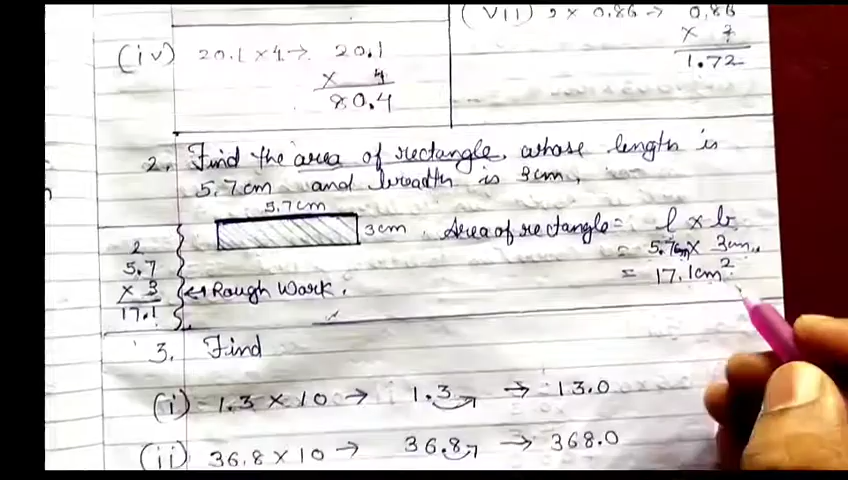 (iv) 20.1 x 4 → 20.1
x 4
80.4
(vii) 2 x 0.86 → 0.86
x 2
1.72
2. Find the area of rectangle, whose length is
5.7cm and breadth is 3cm,
5.7cm
3cm. Area of rectangle = l x b
= 5.7cm x 3cm
= 17.1cm²
2
5.7
x 3
17.1
← Rough Work.
3. Find
(i) 1.3 x 10 → 1.3 → 13.0
(ii) 36.8 x 10 → 36.8 → 368.0